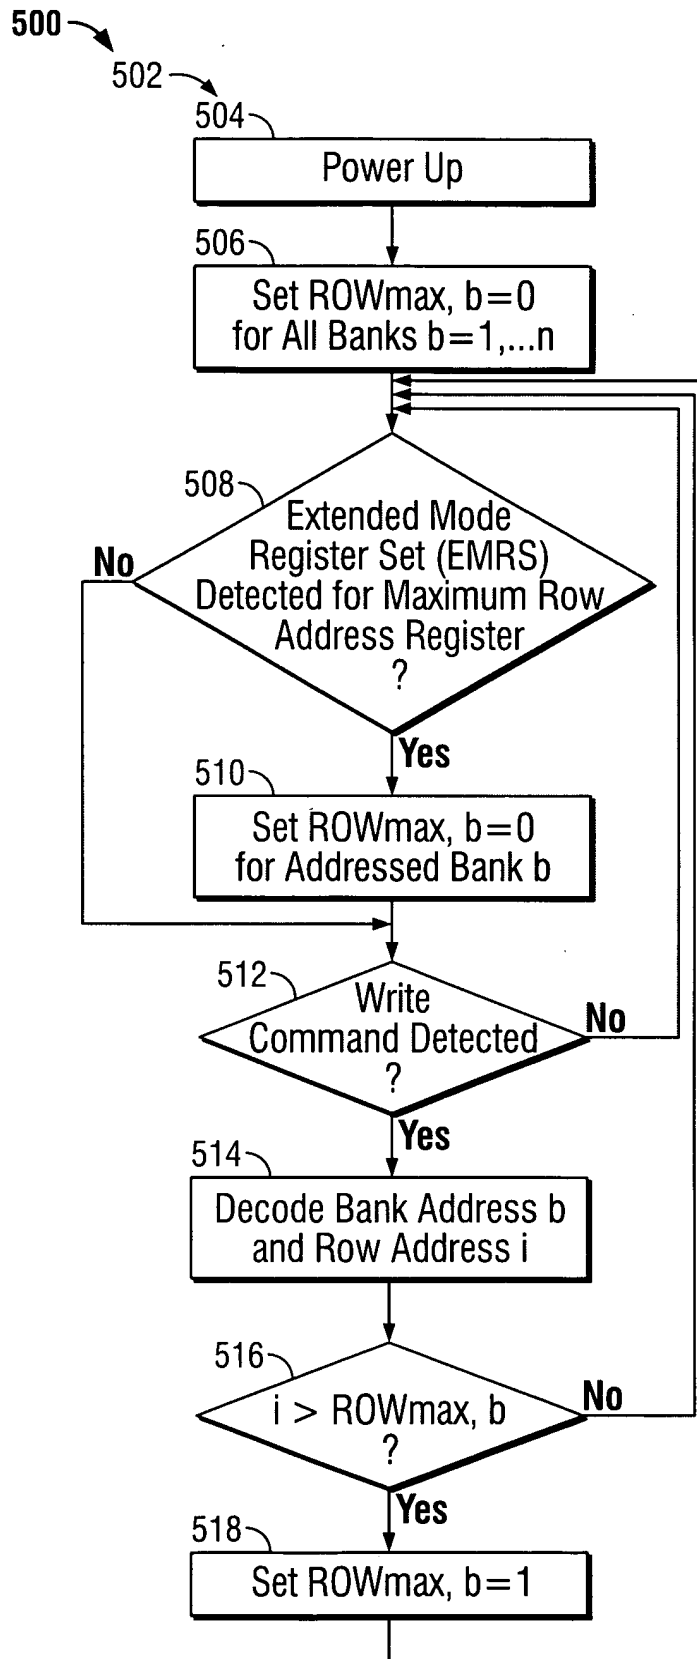 500
502
504
Power Up
506
Set ROWmax, b=0
for All Banks b=1,...n
508
Extended Mode
Register Set (EMRS)
Detected for Maximum Row
Address Register
?
No
Yes
510
Set ROWmax, b=0
for Addressed Bank b
512
Write
Command Detected
?
No
Yes
514
Decode Bank Address b
and Row Address i
516
i > ROWmax, b
?
No
Yes
518
Set ROWmax, b=1